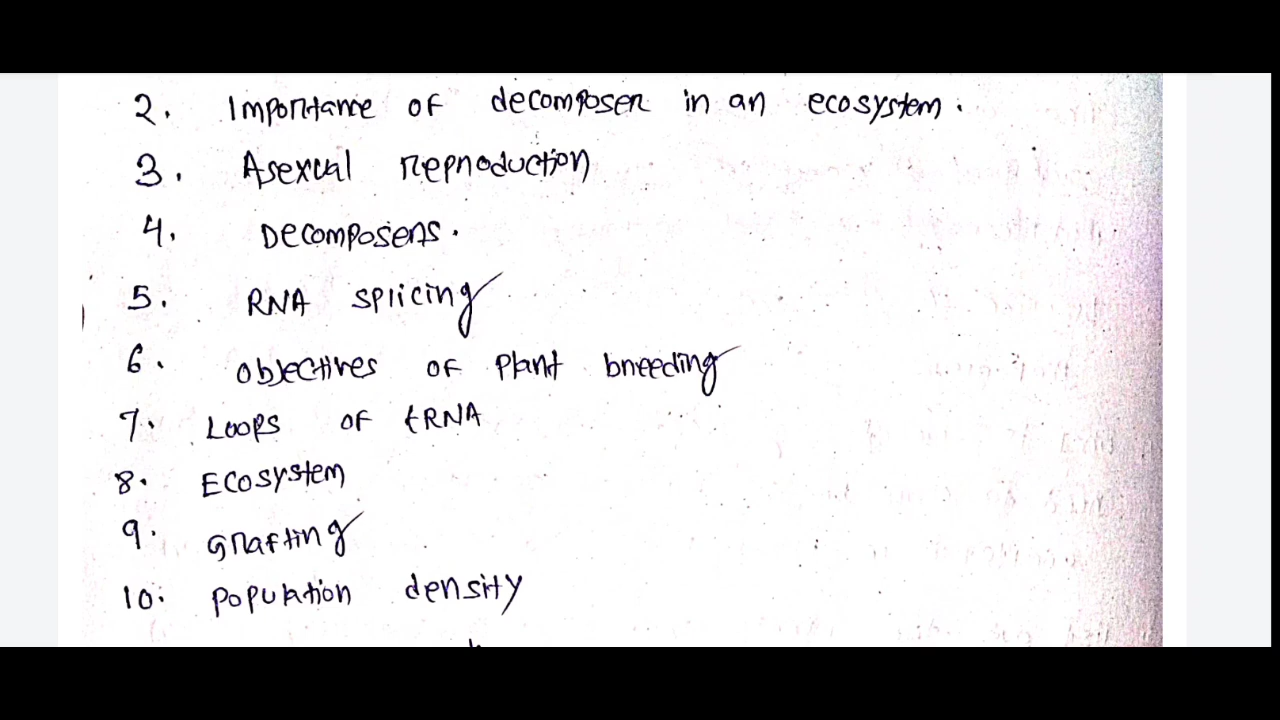 2. Importance of decomposer in an ecosystem.
3. Asexual reproduction
4. Decomposers.
5. RNA splicing
6. Objectives of plant breeding
7. Loops of tRNA
8. Ecosystem
9. Grafting
10. Population density